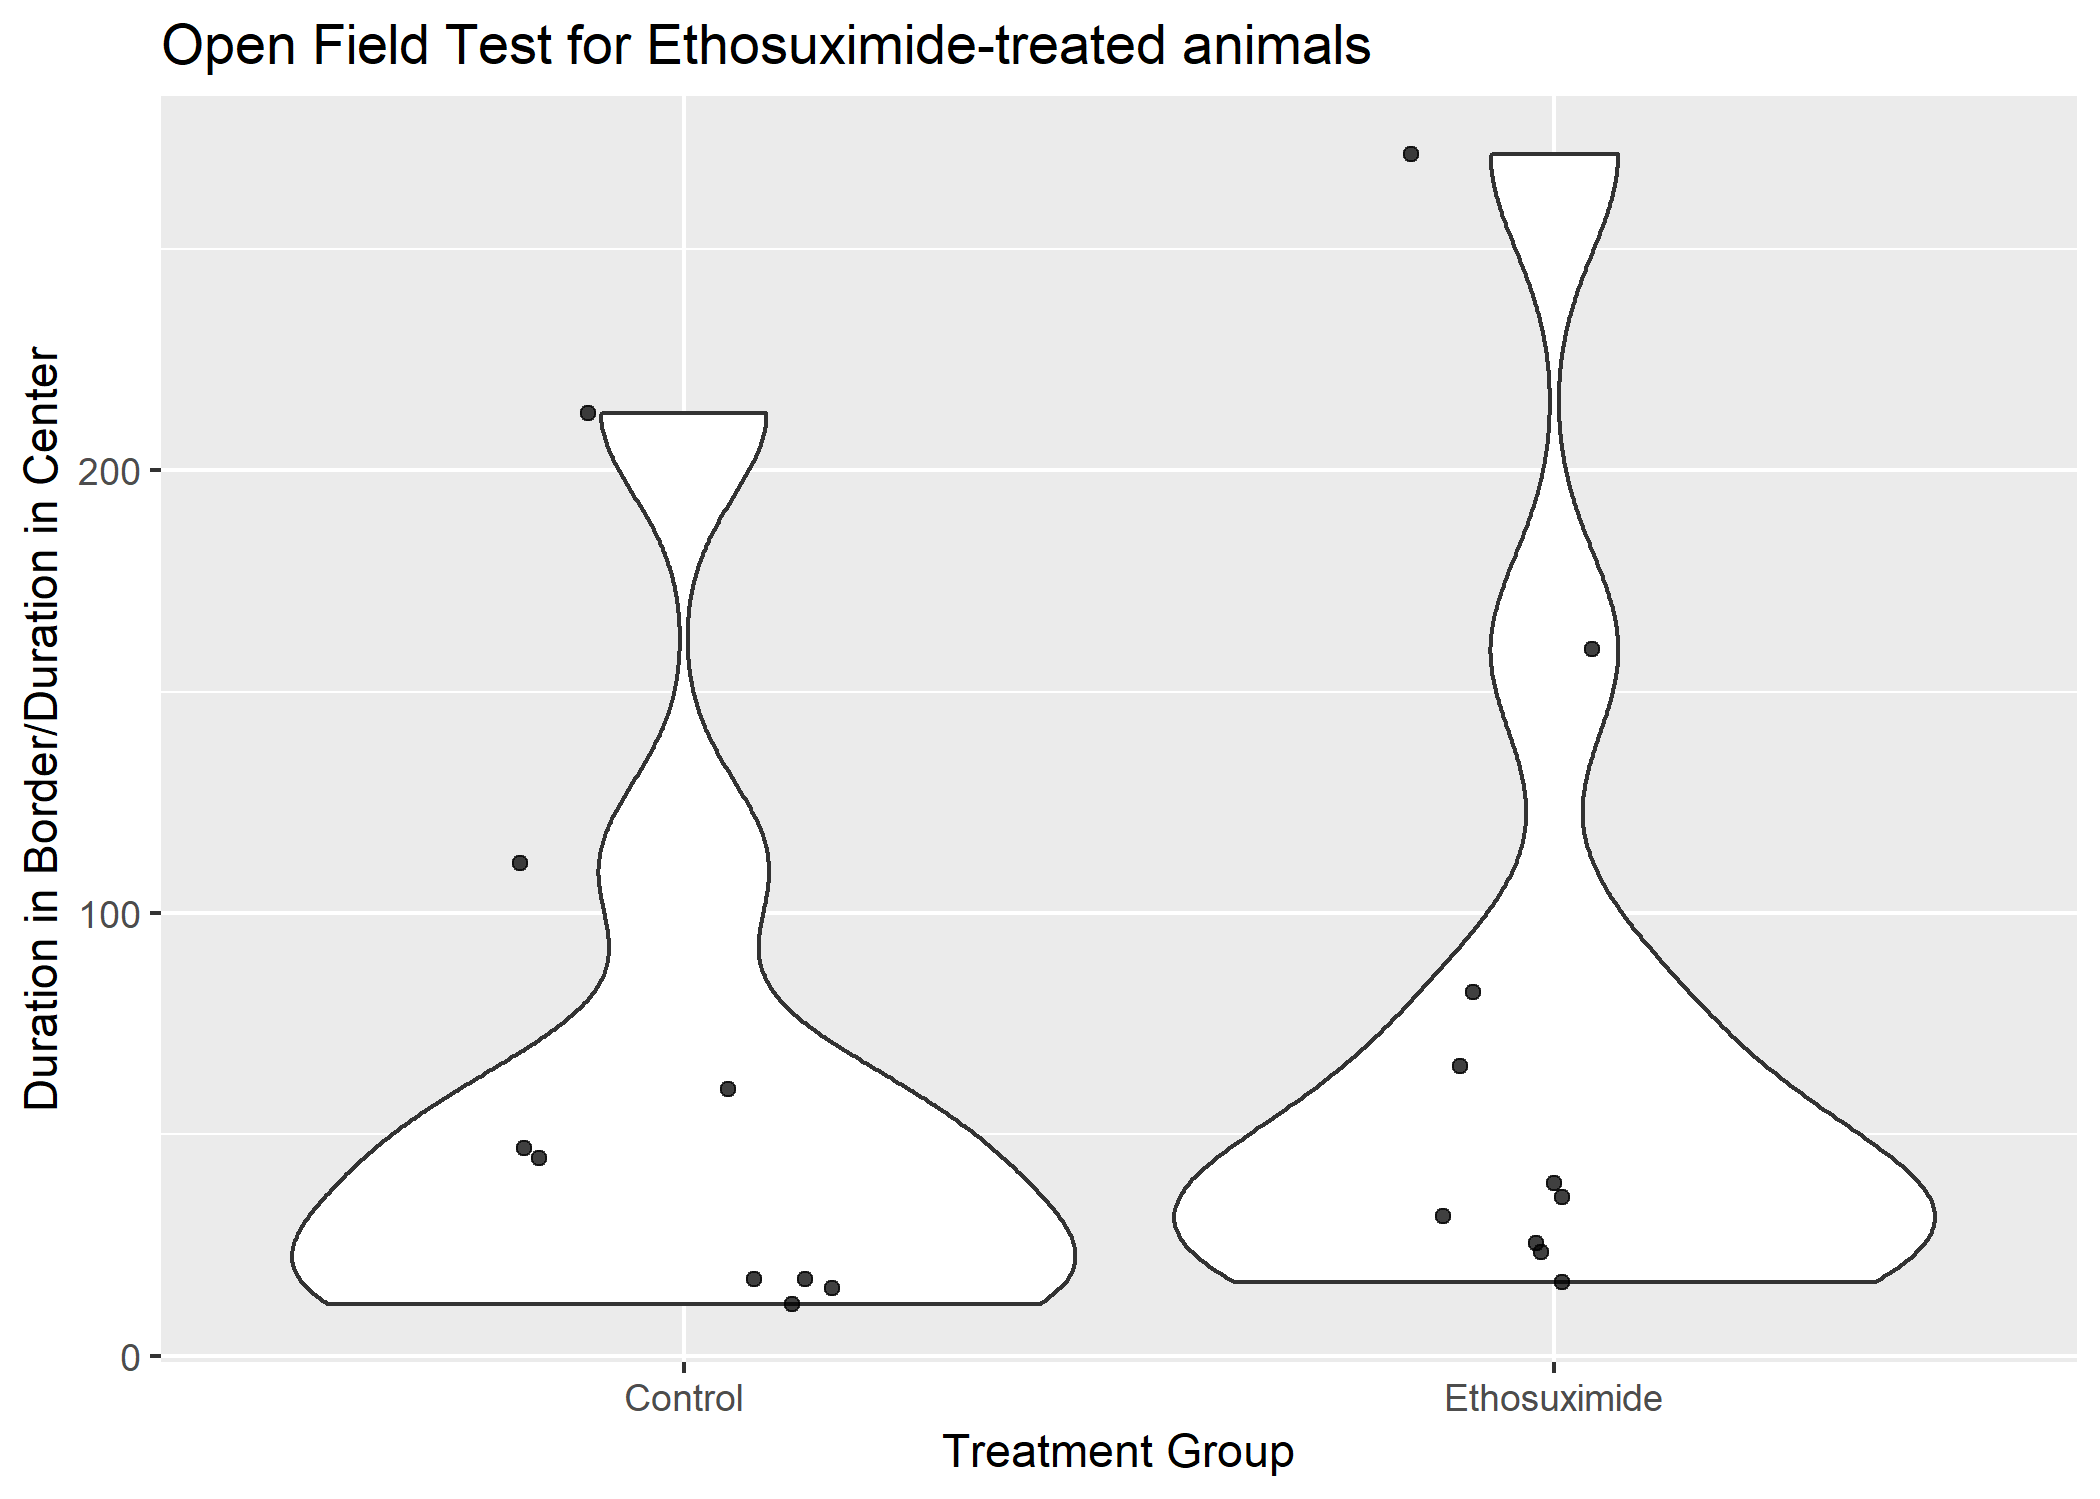 Open Field Test for Ethosuximide-treated animals
Duration in Border/Duration in Center
200
100
0
Control
Ethosuximide
Treatment Group